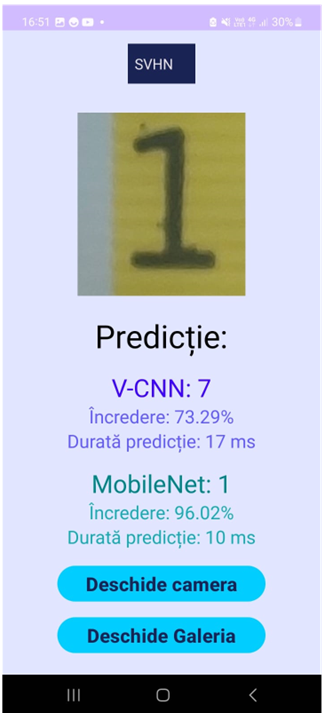 16:51
30%
SVHN
1
Predicție:
V-CNN: 7
Încredere: 73.29%
Durată predicție: 17 ms
MobileNet: 1
Încredere: 96.02%
Durată predicție: 10 ms
Deschide camera
Deschide Galeria